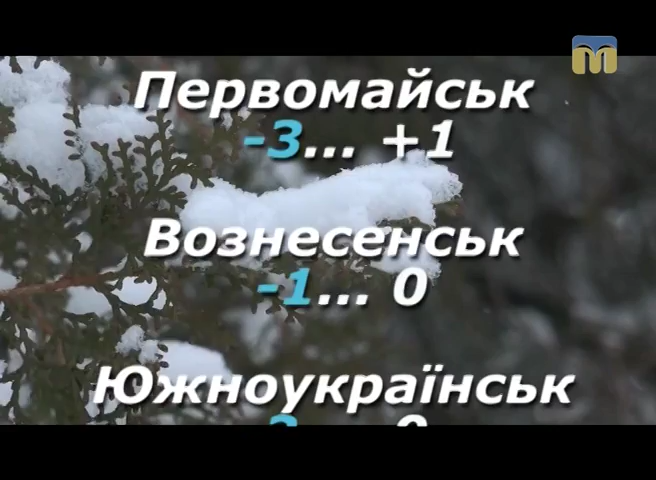 Первомайськ
-3... +1
Вознесенськ
-1... 0
Южноукраїнськ